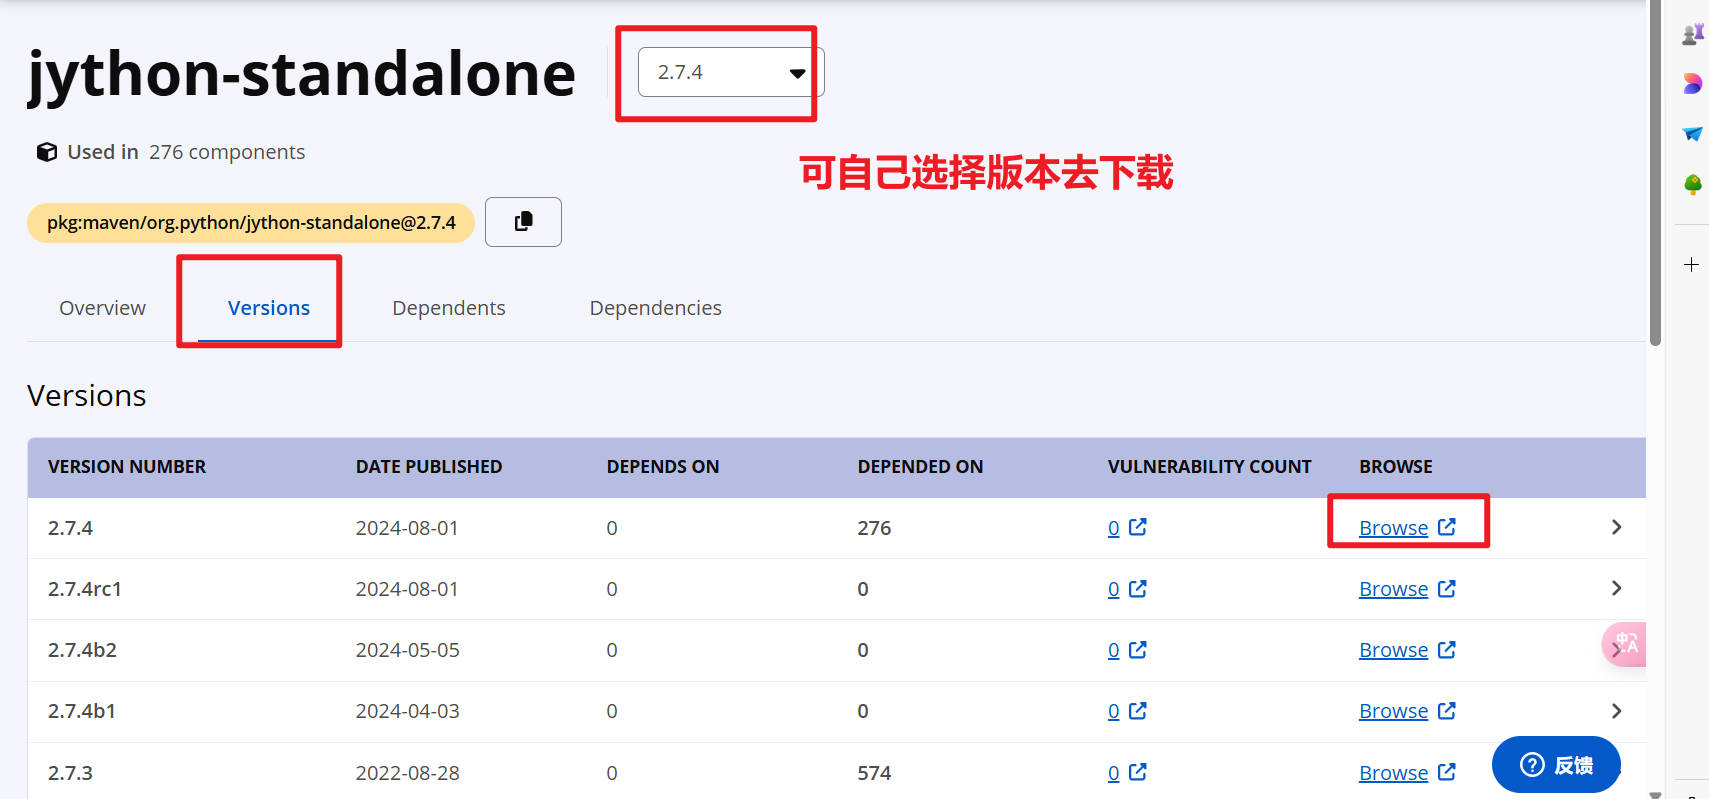 jython-standalone
2.7.4
Used in 276 components
可自己选择版本去下载
pkg:maven/org.python/jython-standalone@2.7.4
Overview Versions Dependents Dependencies
Versions
VERSION NUMBER DATE PUBLISHED DEPENDS ON DEPENDED ON VULNERABILITY COUNT BROWSE
2.7.4 2024-08-01 0 276 0 Browse
2.7.4rc1 2024-08-01 0 0 0 Browse
2.7.4b2 2024-05-05 0 0 0 Browse
中 A
2.7.4b1 2024-04-03 0 0 0 Browse
2.7.3 2022-08-28 0 574 0 Browse
反馈